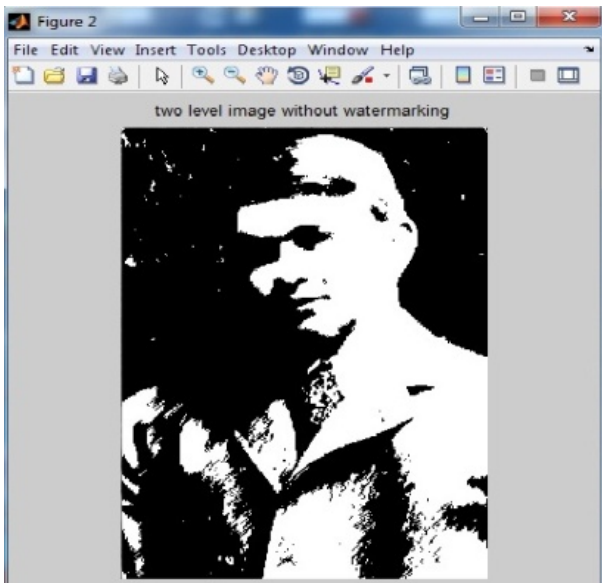 Figure 2
File Edit View Insert Tools Desktop Window Help
two level image without watermarking